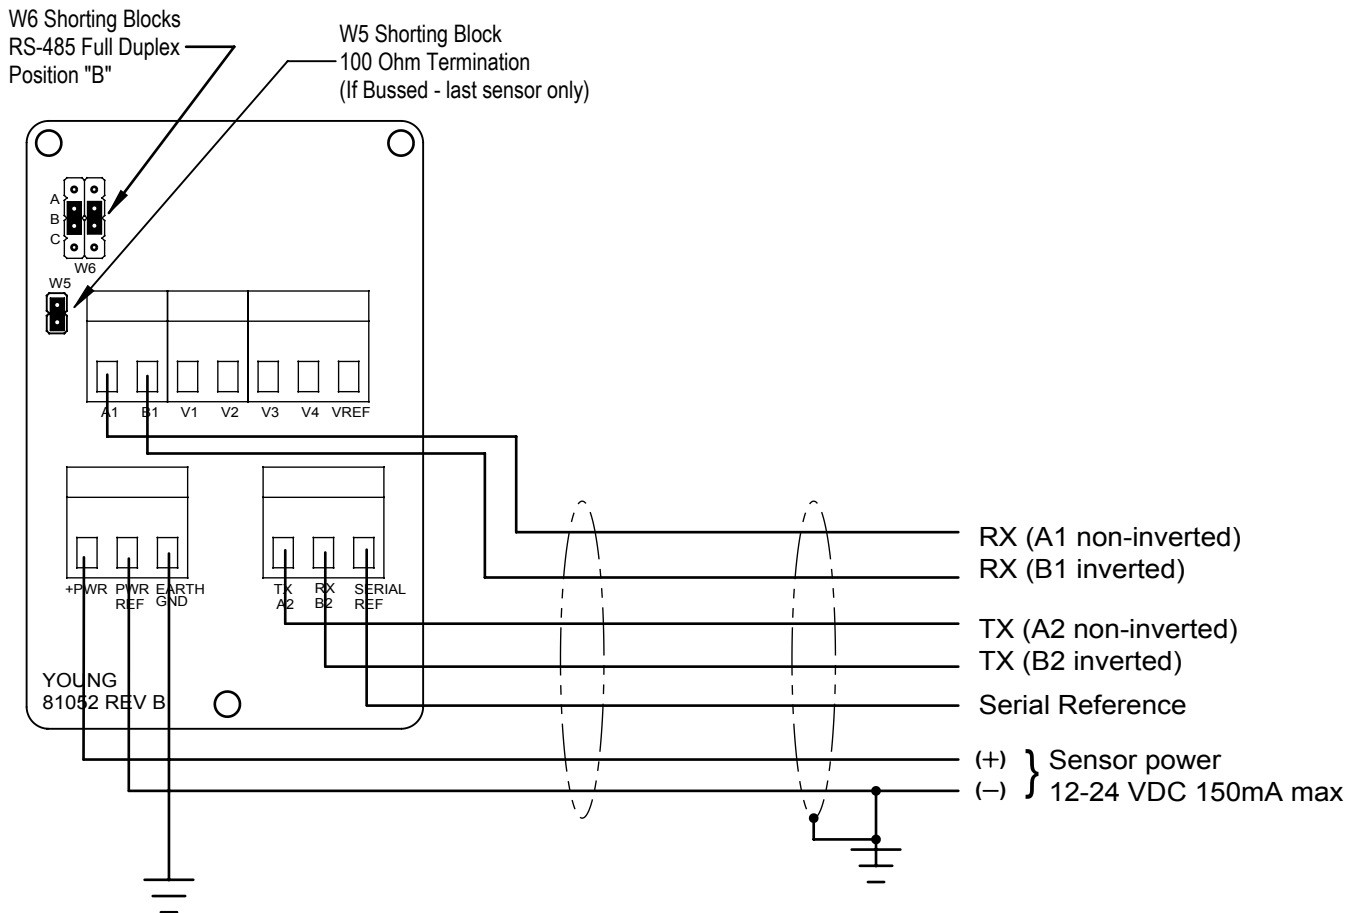 W6 Shorting Blocks
RS-485 Full Duplex
Position "B"
W5 Shorting Block
100 Ohm Termination
(If Bussed - last sensor only)
A
B
C
W6
W5
A1 B1 V1 V2 V3 V4 VREF
+PWR PWR REF EARTH GND
TX A2 RX B2 SERIAL REF
YOUNG
81052 REV B
RX (A1 non-inverted)
RX (B1 inverted)
TX (A2 non-inverted)
TX (B2 inverted)
Serial Reference
(+) } Sensor power
(−) 12-24 VDC 150mA max